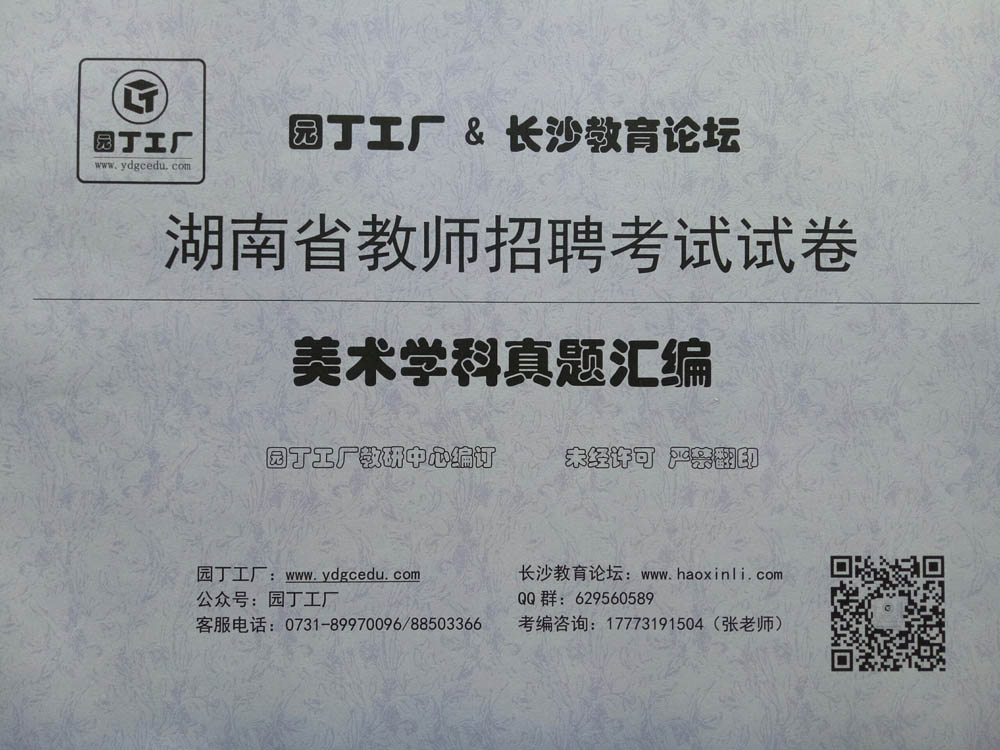 园丁工厂
www.ydgcedu.com
园丁工厂 & 长沙教育论坛
湖南省教师招聘考试试卷
美术学科真题汇编
园丁工厂教研中心编订 未经许可 严禁翻印
园丁工厂：www.ydgcedu.com
公众号：园丁工厂
客服电话：0731-89970096/88503366
长沙教育论坛：www.haoxinli.com
QQ群：629560589
考编咨询：17773191504（张老师）